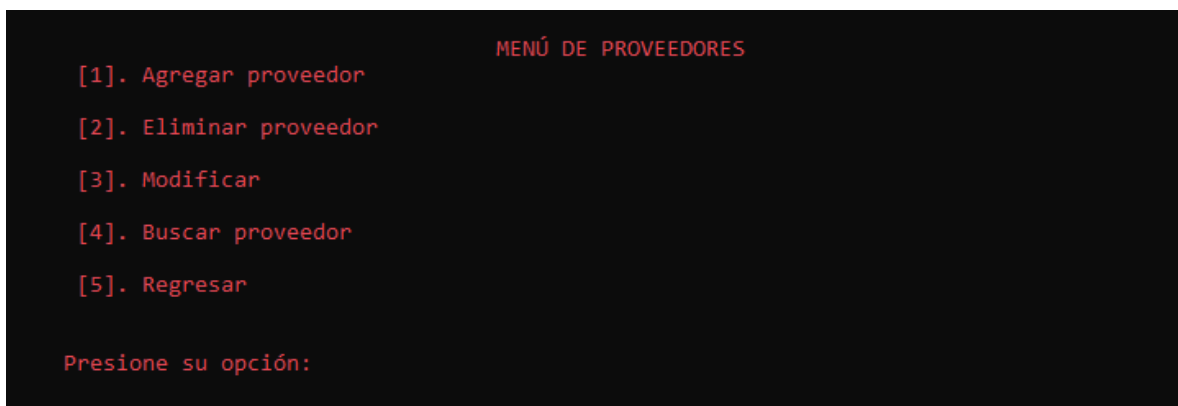 MENÚ DE PROVEEDORES
[1]. Agregar proveedor
[2]. Eliminar proveedor
[3]. Modificar
[4]. Buscar proveedor
[5]. Regresar
Presione su opción: